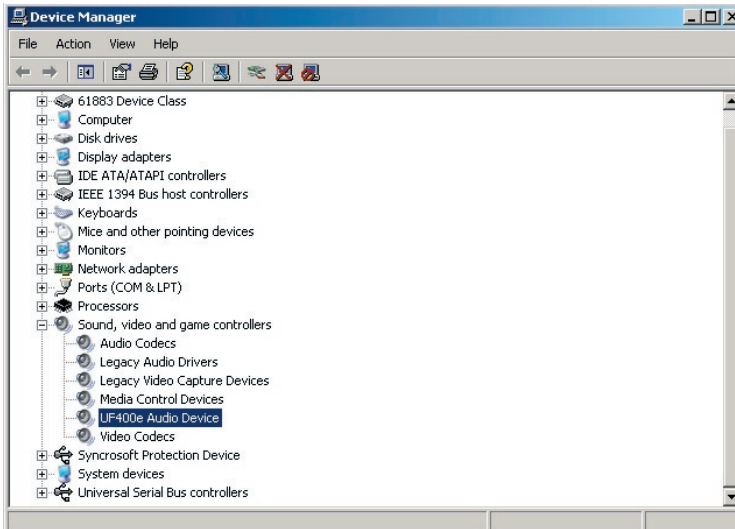 Device Manager
File Action View Help
61883 Device Class
Computer
Disk drives
Display adapters
IDE ATA/ATAPI controllers
IEEE 1394 Bus host controllers
Keyboards
Mice and other pointing devices
Monitors
Network adapters
Ports (COM & LPT)
Processors
Sound, video and game controllers
Audio Codecs
Legacy Audio Drivers
Legacy Video Capture Devices
Media Control Devices
UF400e Audio Device
Video Codecs
Syncrosoft Protection Device
System devices
Universal Serial Bus controllers